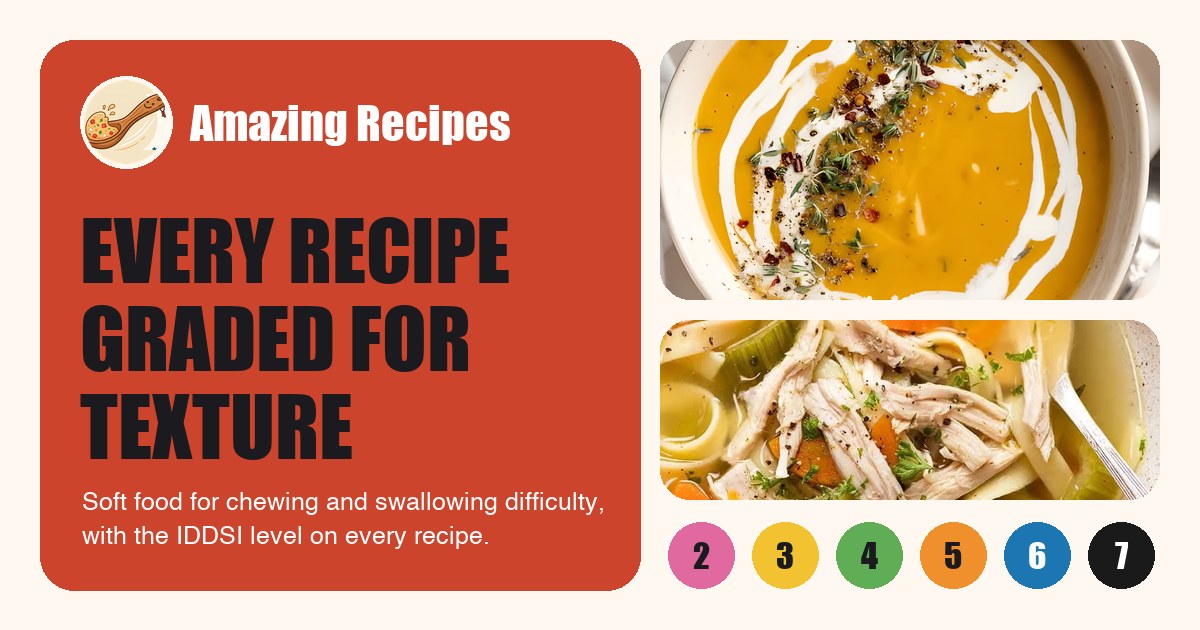 Amazing Recipes
EVERY RECIPE
GRADED FOR
TEXTURE
Soft food for chewing and swallowing difficulty,
with the IDDSI level on every recipe.
2 3 4 5 6 7